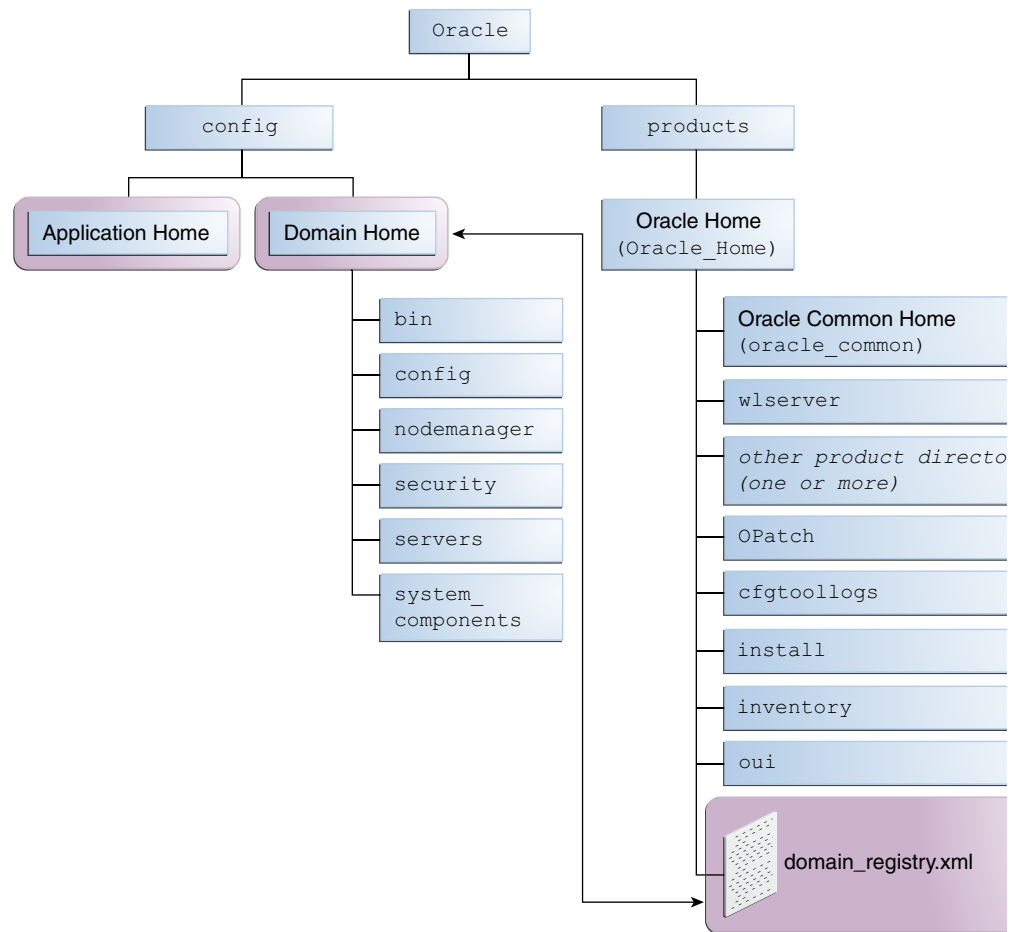 Oracle
config
products
Application Home
Domain Home
Oracle Home
(Oracle_Home)
bin
config
nodemanager
security
servers
system_
components
Oracle Common Home
(oracle_common)
wlserver
other product directo
(one or more)
OPatch
cfgtoollogs
install
inventory
oui
domain_registry.xml